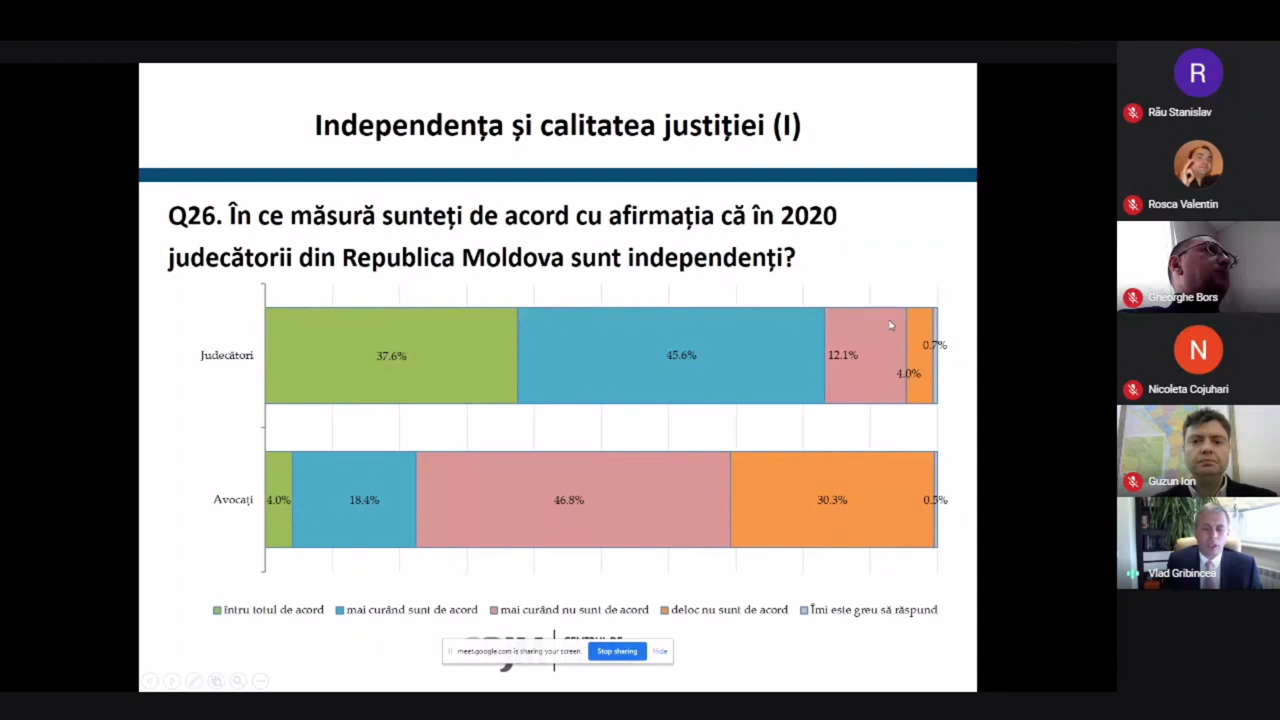 Independența și calitatea justiției (I)
Q26. În ce măsură sunteți de acord cu afirmația că în 2020
judecătorii din Republica Moldova sunt independenți?
Judecători
37.6%
45.6%
12.1%
4.0%
0.7%
Avocați
4.0%
18.4%
46.8%
30.3%
0.5%
întru totul de acord
mai curând sunt de acord
mai curând nu sunt de acord
deloc nu sunt de acord
Îmi este greu să răspund
meet.google.com is sharing your screen.
Stop sharing
Hide
R
Rău Stanislav
Rosca Valentin
Gheorghe Bors
N
Nicoleta Cojuhari
Guzun Ion
Vlad Gribincea